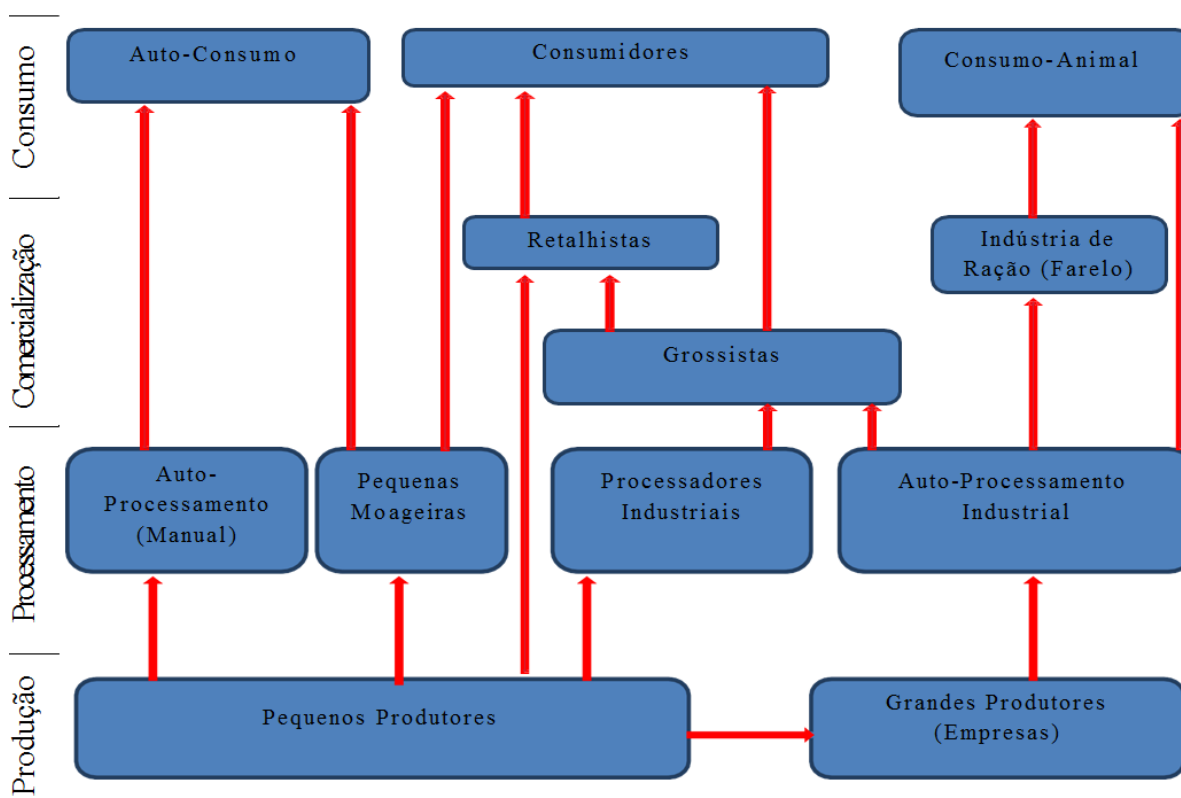 Consumo
Auto-Consumo
Consumidores
Consumo-Animal
Comercialização
Retalhistas
Indústria de
Ração (Farelo)
Grossistas
Processamento
Auto-
Processamento
(Manual)
Pequenas
Moageiras
Processadores
Industriais
Auto-Processamento
Industrial
Produção
Pequenos Produtores
Grandes Produtores
(Empresas)